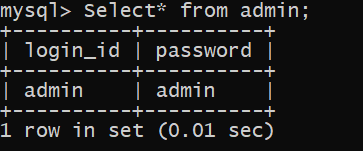 mysql> Select* from admin;
+----------+----------+
| login_id | password |
+----------+----------+
| admin    | admin    |
+----------+----------+
1 row in set (0.01 sec)